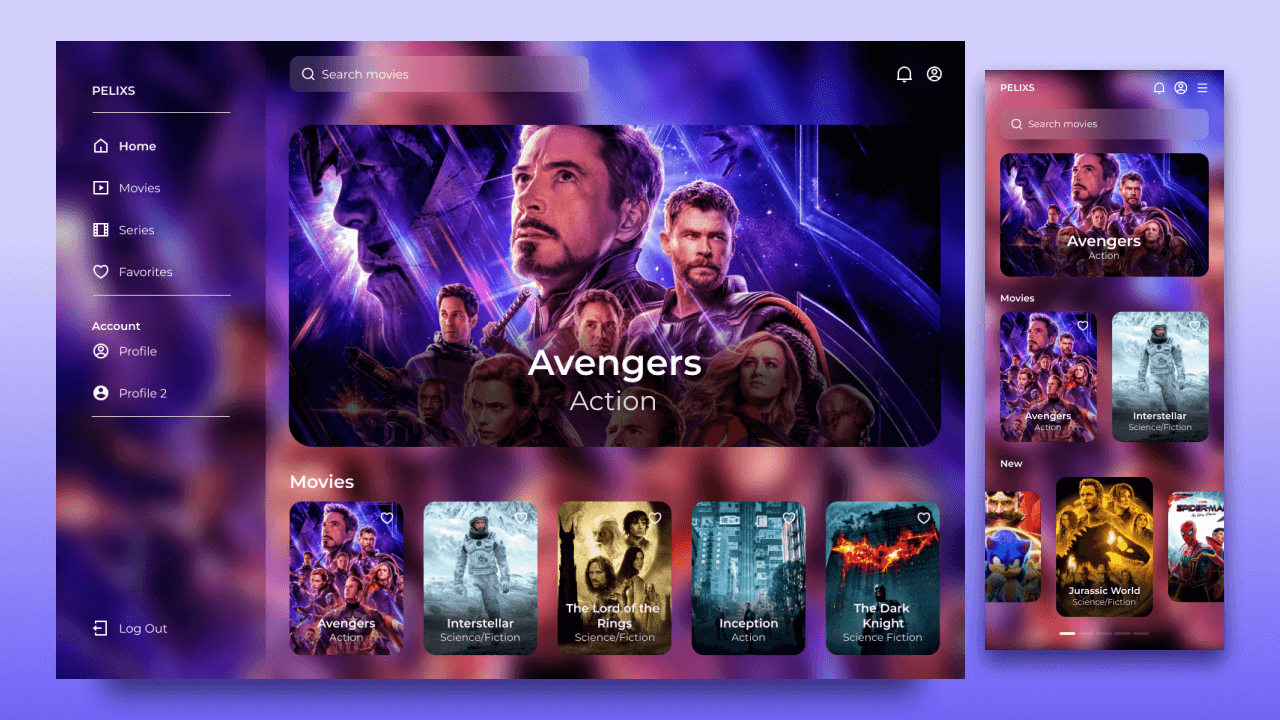 PELIXS
Home
Movies
Series
Favorites
Account
Profile
Profile 2
Log Out
Search movies
Avengers
Action
Movies
Avengers
Action
Interstellar
Science/Fiction
The Lord of the
Rings
Science/Fiction
Inception
Action
The Dark
Knight
Science Fiction
PELIXS
Search movies
Avengers
Action
Movies
Avengers
Action
Interstellar
Science/Fiction
New
Jurassic World
Science/Fiction